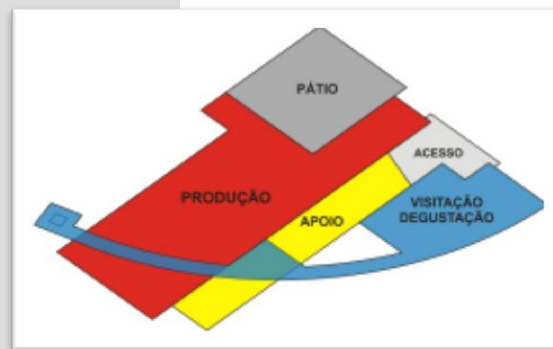 PÁTIO
ACESSO
PRODUÇÃO
VISITAÇÃO
DEGUSTAÇÃO
APOIO